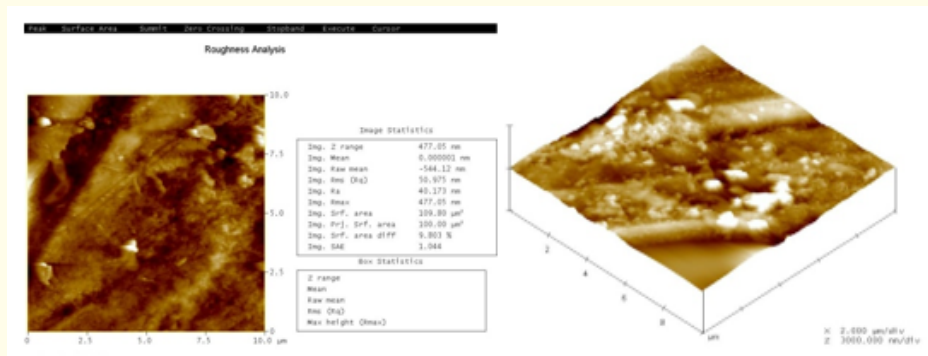 Peak Surface Area Summit Zero Crossing Stopband Execute Cursor
Roughness Analysis
10.0
7.5
5.0
2.5
0
0 2.5 5.0 7.5 10.0 µm
Image Statistics
Img. Z range 477.05 nm
Img. Mean 0.000001 nm
Img. Raw mean -544.12 nm
Img. Rms (Rq) 50.975 nm
Img. Ra 40.173 nm
Img. Rmax 477.05 nm
Img. Srf. area 109.80 µm²
Img. Prj. Srf. area 100.00 µm²
Img. Srf. area diff 9.803 %
Img. SAE 1.044
Box Statistics
Z range
Mean
Raw mean
Rms (Rq)
Max height (Rmax)
2
4
6
8
µm
X 2.000 µm/div
Z 3000.000 nm/div